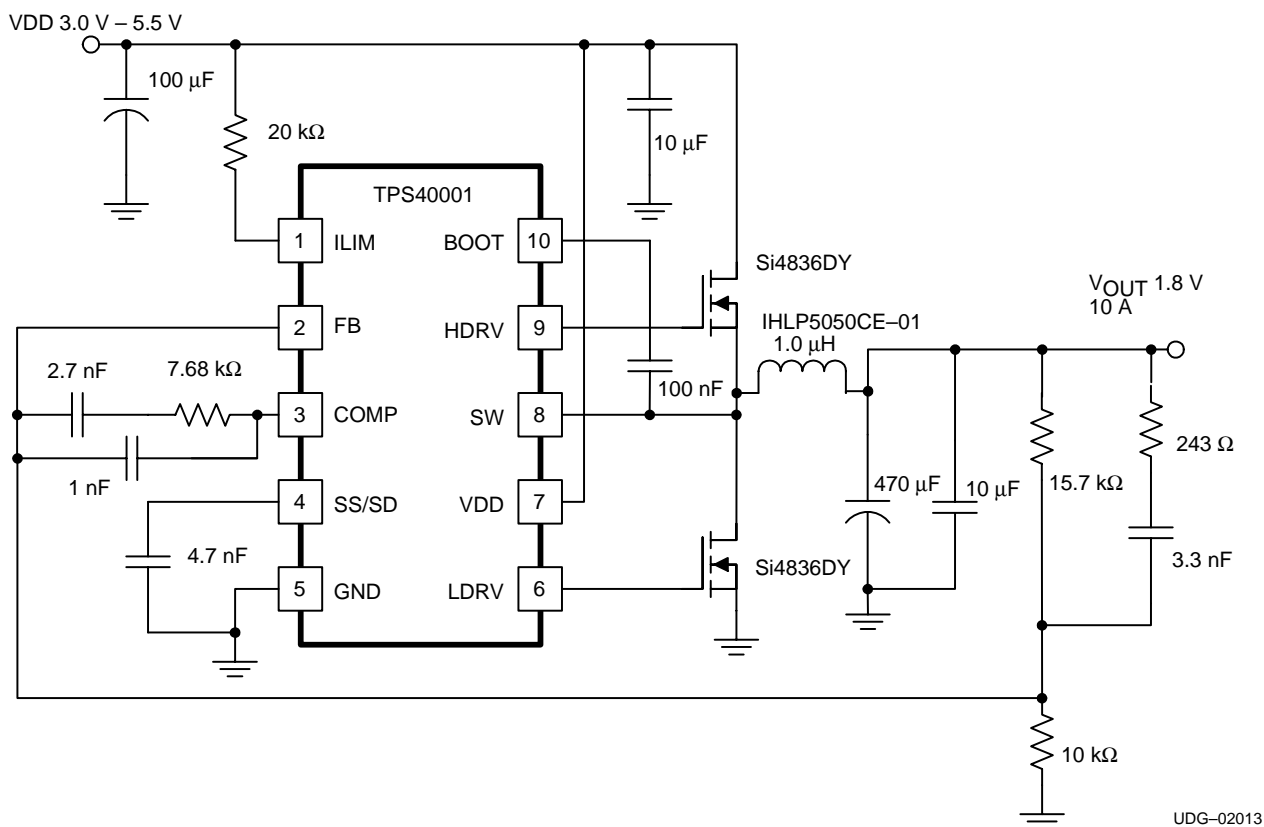 VDD 3.0 V – 5.5 V
100 μF
20 kΩ
10 μF
TPS40001
1 ILIM
BOOT 10
Si4836DY
VOUT 1.8 V
10 A
2 FB
HDRV 9
IHLP5050CE–01
1.0 μH
2.7 nF
7.68 kΩ
100 nF
3 COMP
SW 8
243 Ω
1 nF
470 μF
10 μF
15.7 kΩ
4 SS/SD
VDD 7
4.7 nF
3.3 nF
Si4836DY
5 GND
LDRV 6
10 kΩ
UDG–02013